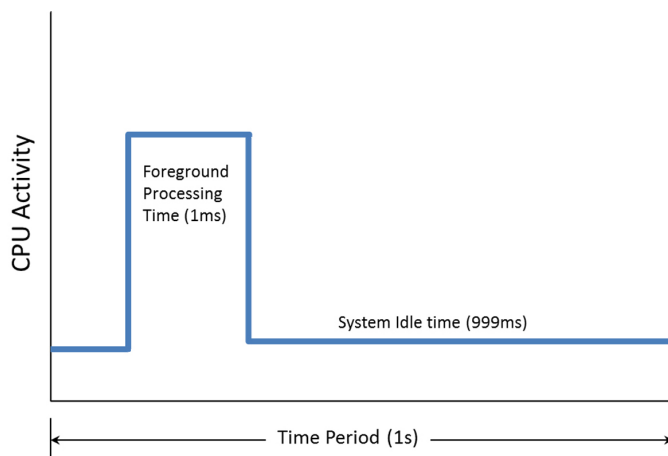 CPU Activity
Foreground
Processing
Time (1ms)
System Idle time (999ms)
Time Period (1s)